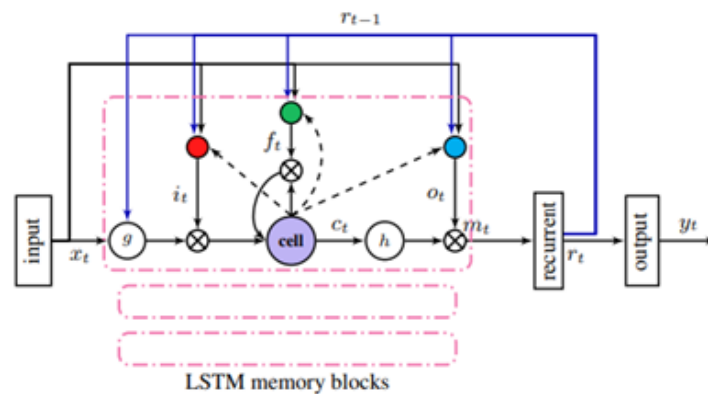 r_{t−1}
f_t
i_t
o_t
input
x_t
g
cell
c_t
h
m_t
recurrent
r_t
output
y_t
LSTM memory blocks